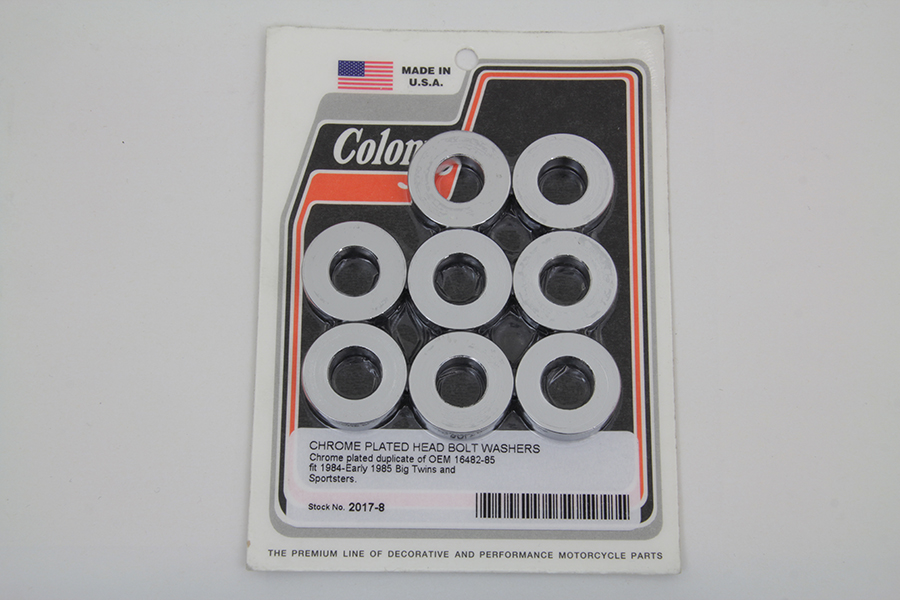 MADE IN
U.S.A.
CHROME PLATED HEAD BOLT WASHERS
Chrome plated duplicate of OEM 16482-85
fit 1984-Early 1985 Big Twins and
Sportsters.
Stock No. 2017-8
THE PREMIUM LINE OF DECORATIVE AND PERFORMANCE MOTORCYCLE PARTS